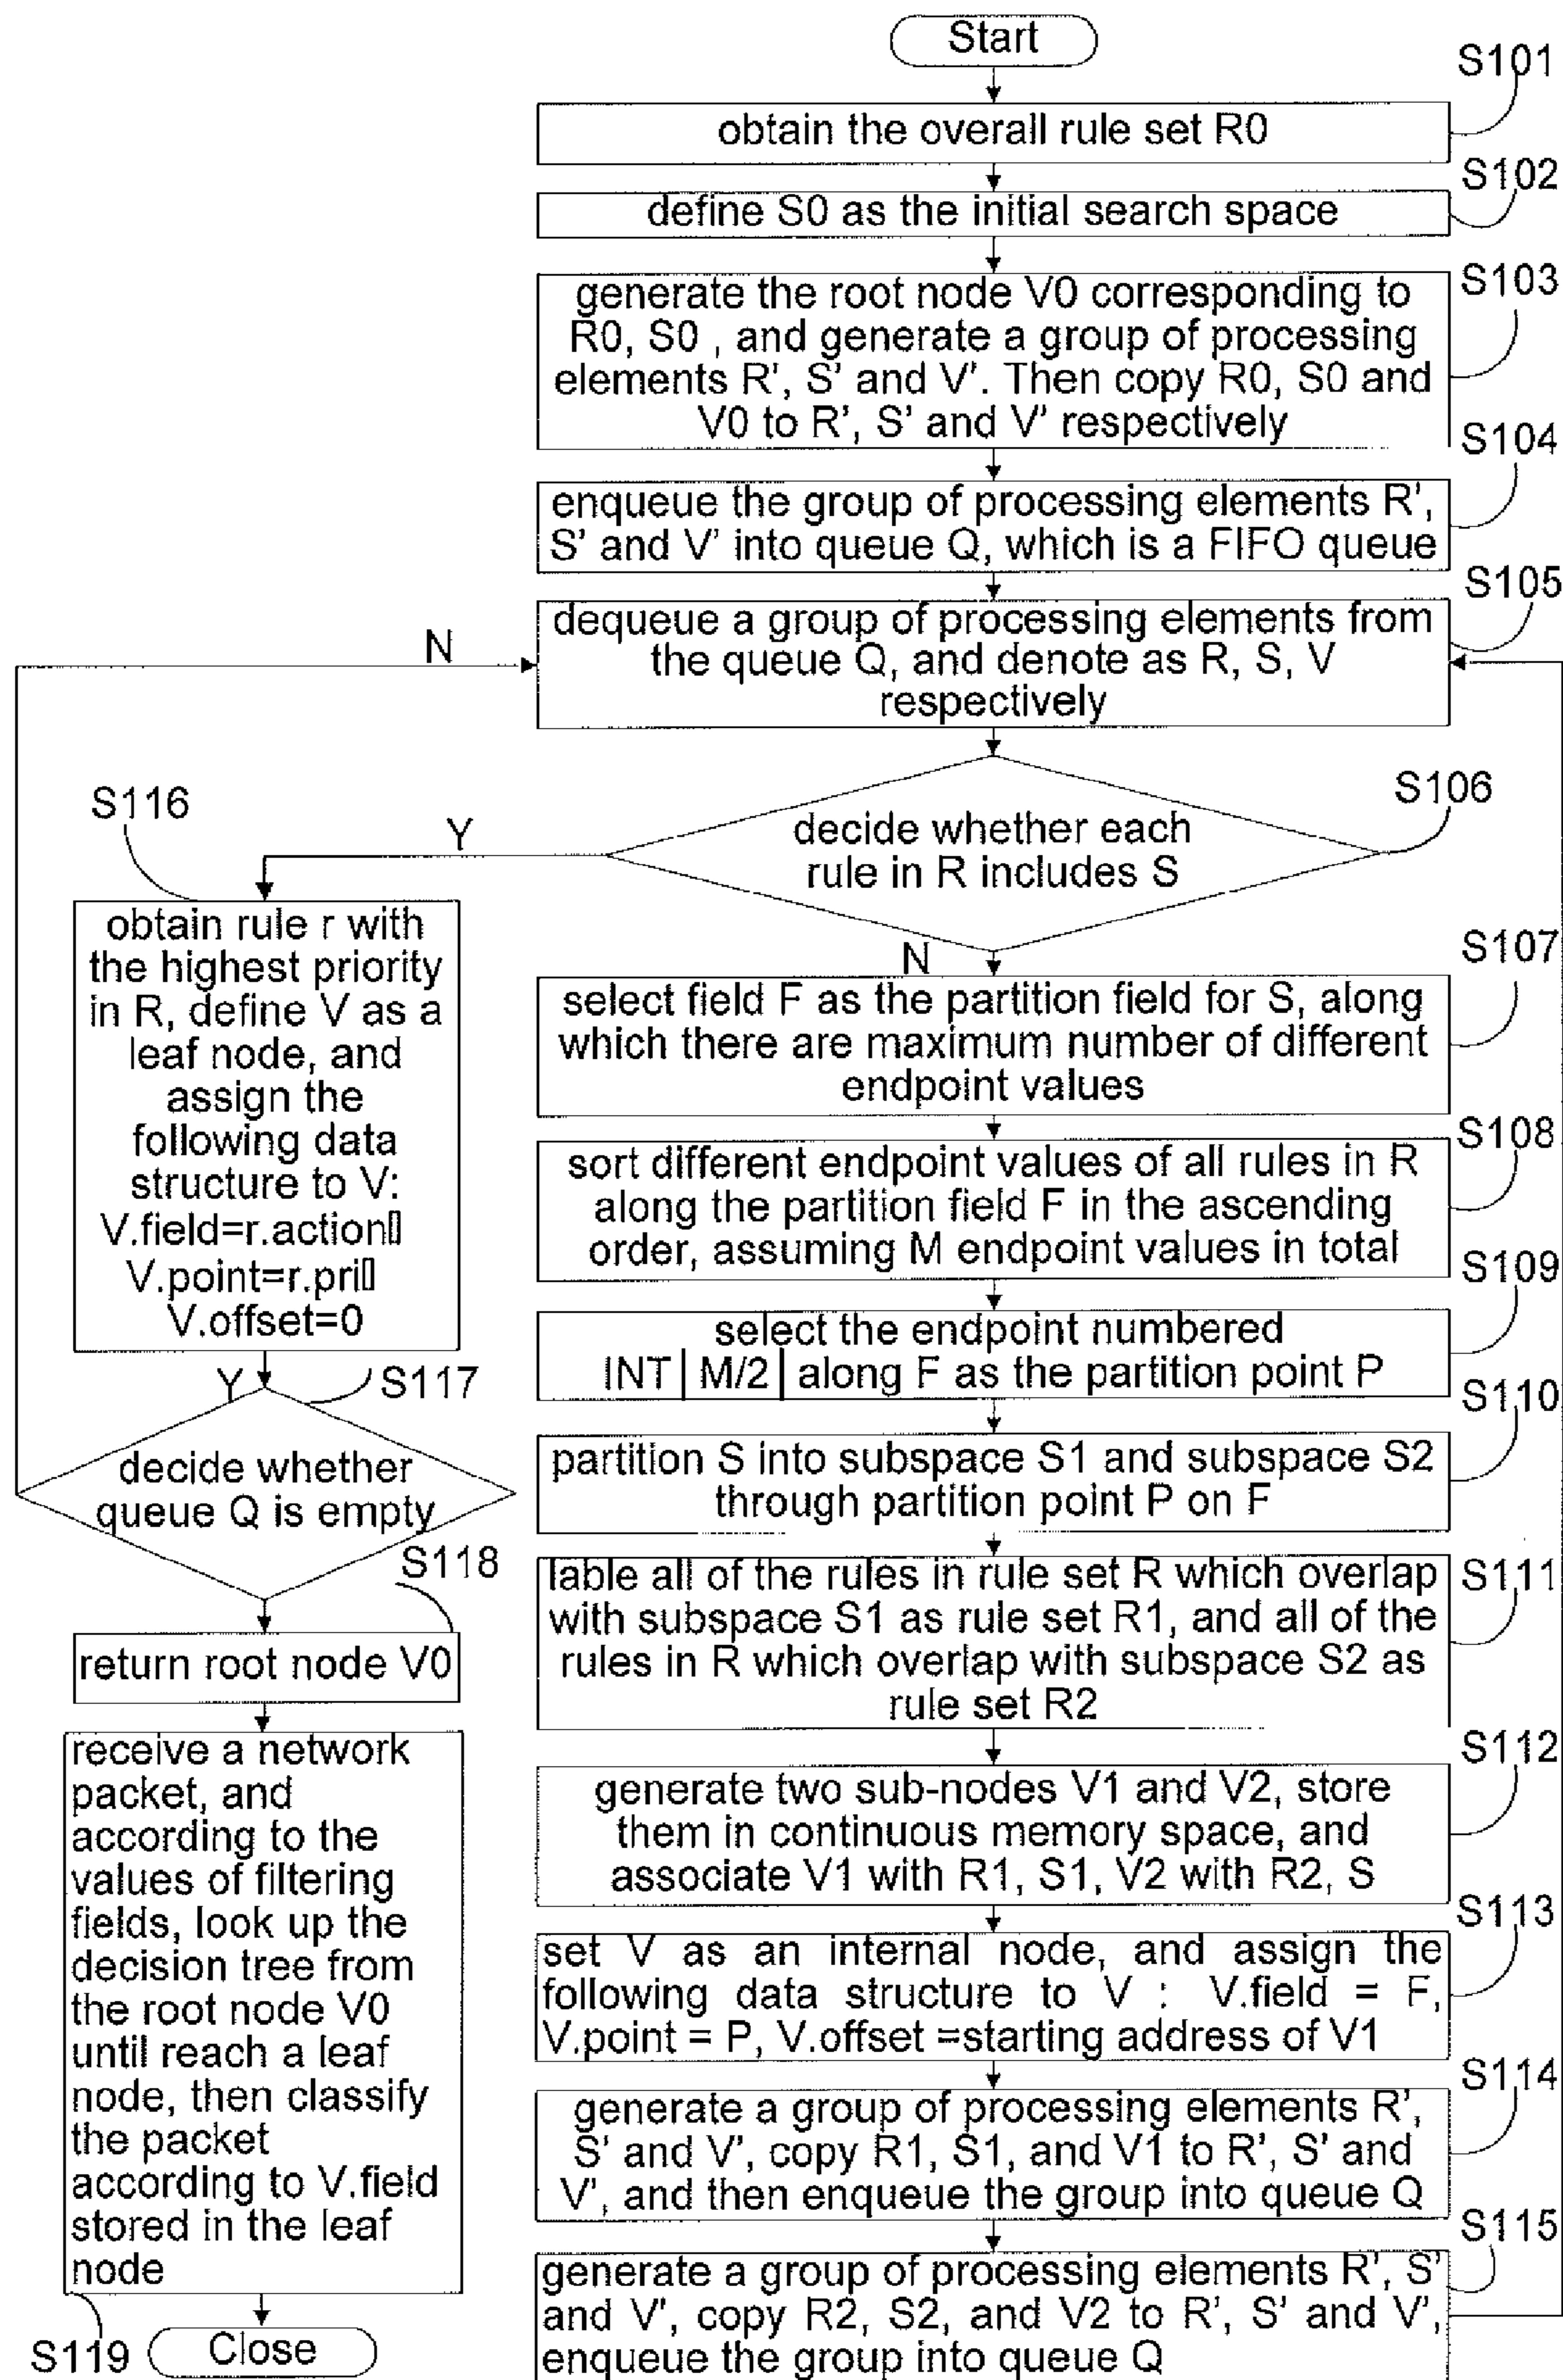 Start
S101
obtain the overall rule set R0
S102
define S0 as the initial search space
S103
generate the root node V0 corresponding to
R0, S0 , and generate a group of processing
elements R', S' and V'. Then copy R0, S0 and
V0 to R', S' and V' respectively
S104
enqueue the group of processing elements R',
S' and V' into queue Q, which is a FIFO queue
S105
dequeue a group of processing elements from
the queue Q, and denote as R, S, V
respectively
N
S106
decide whether each
rule in R includes S
Y
N
S116
obtain rule r with
the highest priority
in R, define V as a
leaf node, and
assign the
following data
structure to V:
V.field=r.action▯
V.point=r.pri▯
V.offset=0
Y
S117
decide whether
queue Q is empty
S118
return root node V0
receive a network
packet, and
according to the
values of filtering
fields, look up the
decision tree from
the root node V0
until reach a leaf
node, then classify
the packet
according to V.field
stored in the leaf
node
S119
Close
S107
select field F as the partition field for S, along
which there are maximum number of different
endpoint values
S108
sort different endpoint values of all rules in R
along the partition field F in the ascending
order, assuming M endpoint values in total
S109
select the endpoint numbered
INT│M/2│along F as the partition point P
S110
partition S into subspace S1 and subspace S2
through partition point P on F
S111
lable all of the rules in rule set R which overlap
with subspace S1 as rule set R1, and all of the
rules in R which overlap with subspace S2 as
rule set R2
S112
generate two sub-nodes V1 and V2, store
them in continuous memory space, and
associate V1 with R1, S1, V2 with R2, S
S113
set V as an internal node, and assign the
following data structure to V : V.field = F,
V.point = P, V.offset =starting address of V1
S114
generate a group of processing elements R',
S' and V', copy R1, S1, and V1 to R', S' and
V', and then enqueue the group into queue Q
S115
generate a group of processing elements R', S'
and V', copy R2, S2, and V2 to R', S' and V',
enqueue the group into queue Q